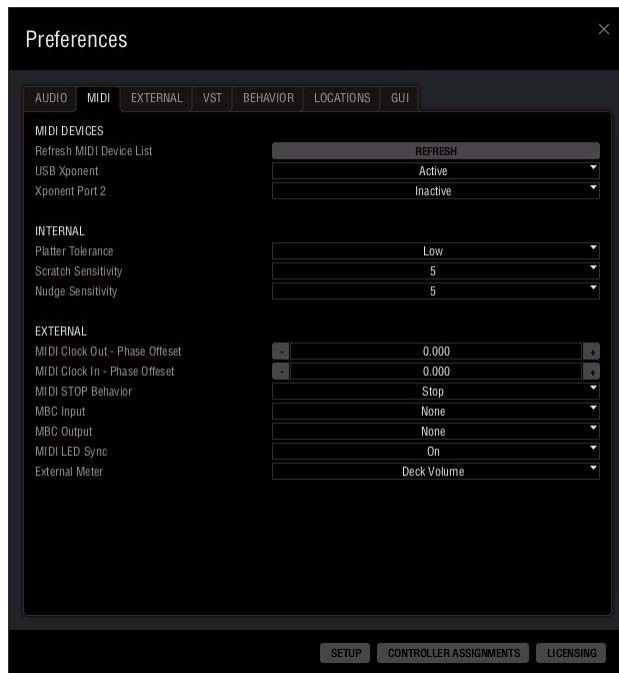 Preferences
AUDIO MIDI EXTERNAL VST BEHAVIOR LOCATIONS GUI
MIDI DEVICES
Refresh MIDI Device List REFRESH
USB Xponent Active
Xponent Port 2 Inactive
INTERNAL
Platter Tolerance Low
Scratch Sensitivity 5
Nudge Sensitivity 5
EXTERNAL
MIDI Clock Out - Phase Offeset - 0.000 +
MIDI Clock In - Phase Offeset - 0.000 +
MIDI STOP Behavior Stop
MBC Input None
MBC Output None
MIDI LED Sync On
External Meter Deck Volume
SETUP CONTROLLER ASSIGNMENTS LICENSING